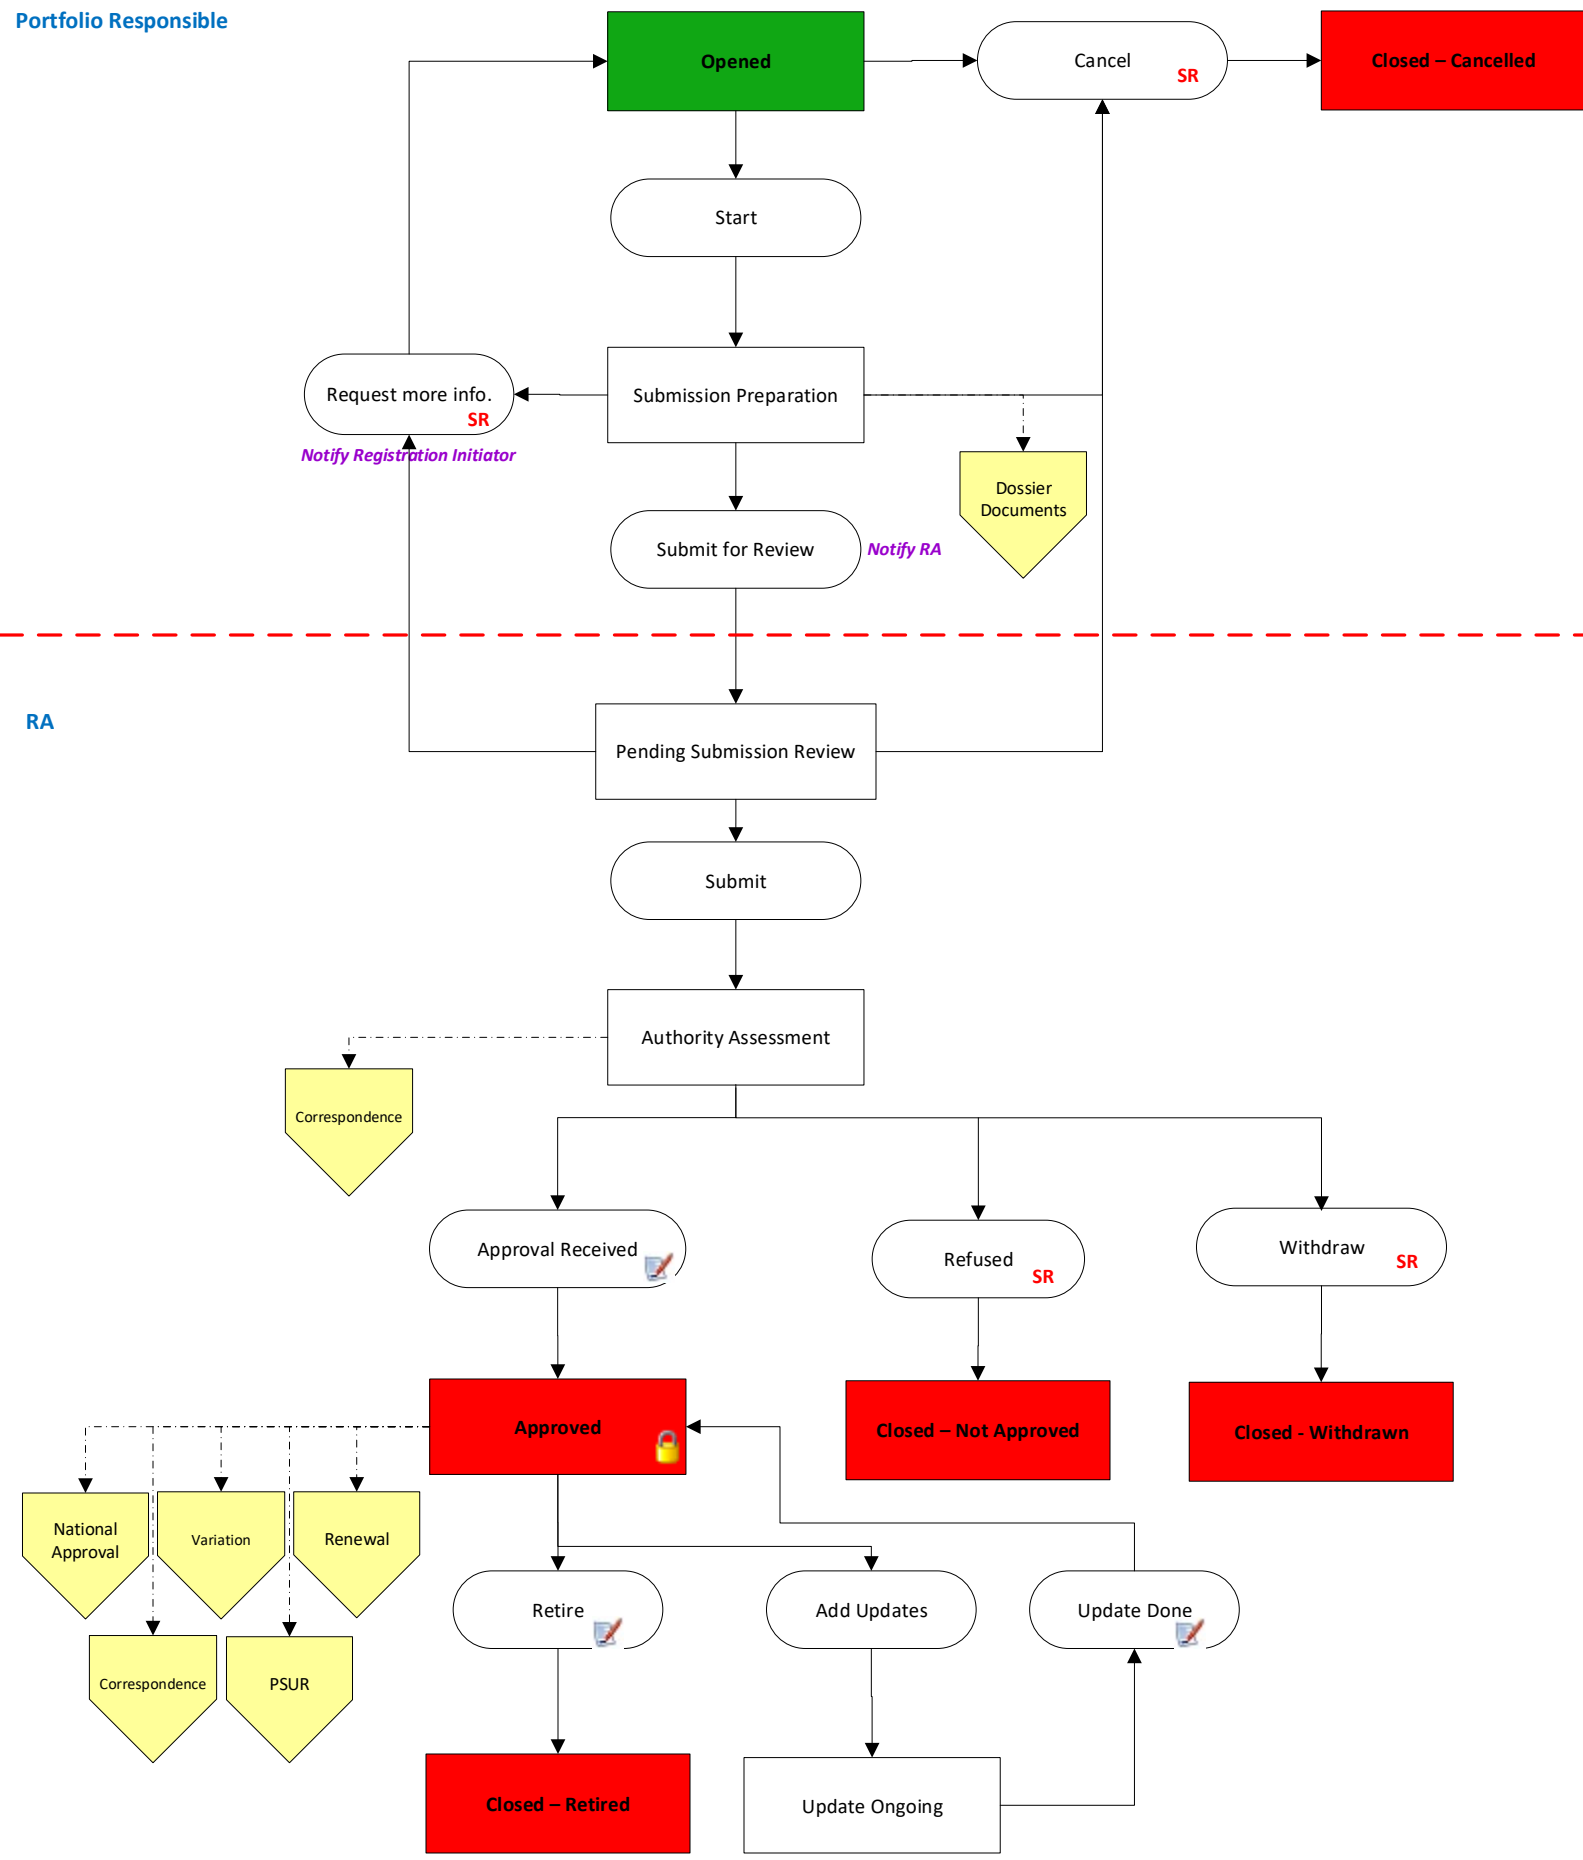 Portfolio Responsible
Opened
Cancel
SR
Closed – Cancelled
Start
Request more info.
SR
Notify Registration Initiator
Submission Preparation
Dossier
Documents
Submit for Review
Notify RA
RA
Pending Submission Review
Submit
Authority Assessment
Correspondence
Approval Received
Refused
SR
Withdraw
SR
Approved
Closed – Not Approved
Closed - Withdrawn
National
Approval
Variation
Renewal
Correspondence
PSUR
Retire
Add Updates
Update Done
Closed – Retired
Update Ongoing